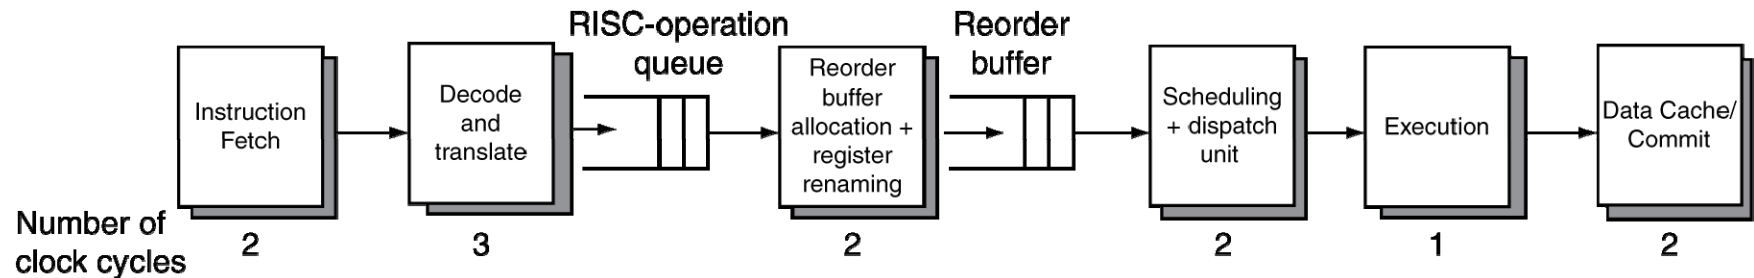 RISC-operation
queue
Reorder
buffer
Instruction
Fetch
Decode
and
translate
Reorder
buffer
allocation +
register
renaming
Scheduling
+ dispatch
unit
Execution
Data Cache/
Commit
Number of
clock cycles
2
3
2
2
1
2